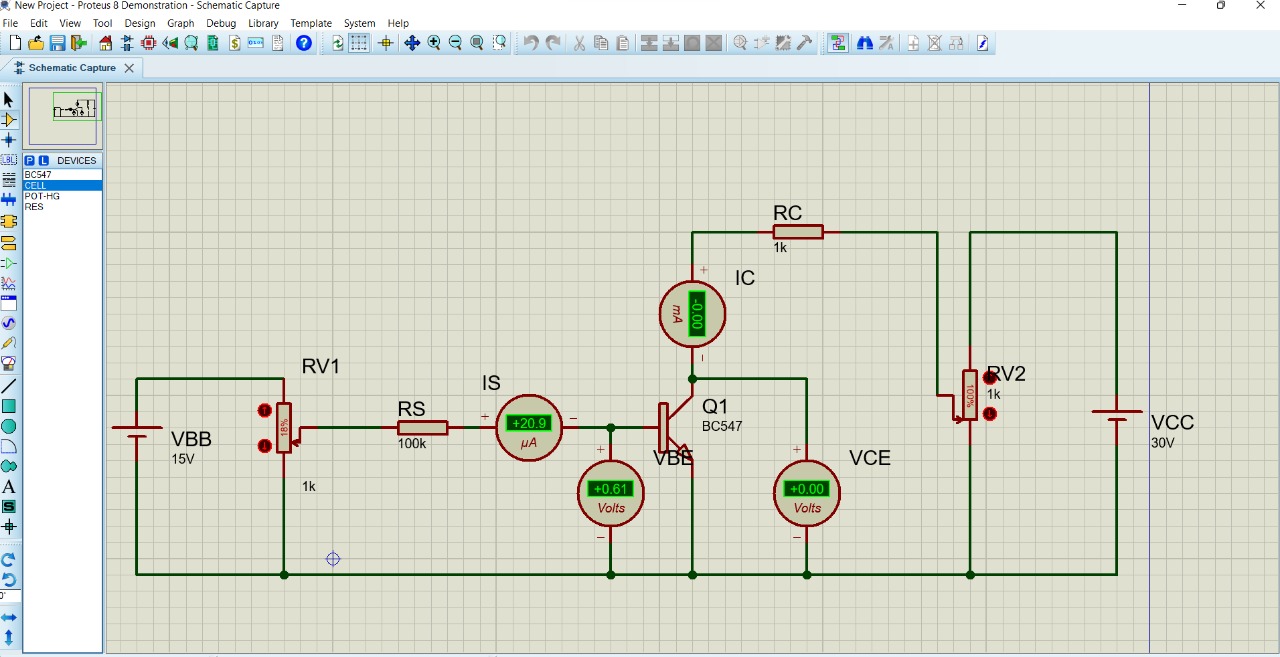 New Project - Proteus 8 Demonstration - Schematic Capture
File Edit View Tool Design Graph Debug Library Template System Help
Schematic Capture
P L DEVICES
BC547
CELL
POT-HG
RES
LBL
A
S
RC
1k
IC
+
-0.00
mA
-
RV1
18%
1k
IS
RS
100k
+
+20.9
µA
-
Q1
BC547
VBB
15V
VBE
+
+0.61
Volts
-
VCE
+
+0.00
Volts
-
RV2
100%
1k
VCC
30V